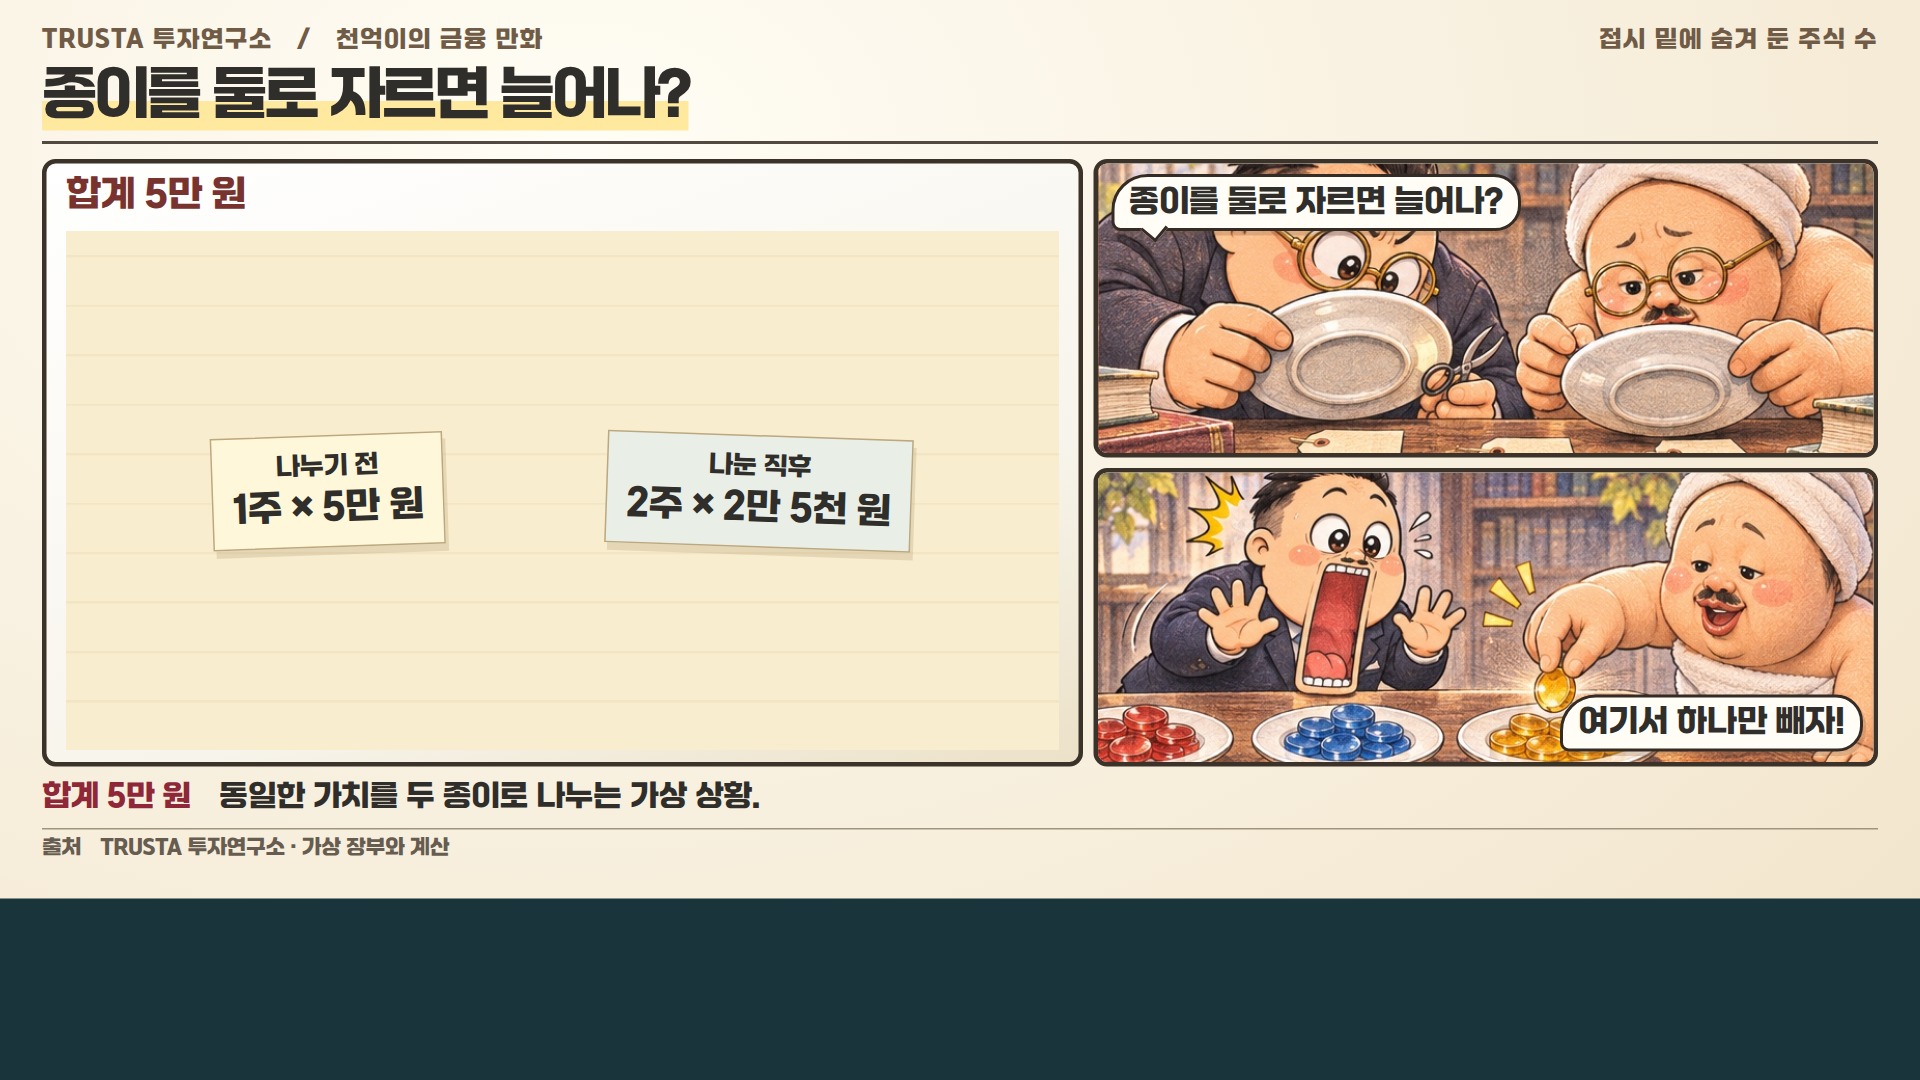 TRUSTA 투자연구소 / 천억이의 금융 만화
접시 밑에 숨겨 둔 주식 수
종이를 둘로 자르면 늘어나?
합계 5만 원
나누기 전
1주 × 5만 원
나눈 직후
2주 × 2만 5천 원
종이를 둘로 자르면 늘어나?
여기서 하나만 빼자!
합계 5만 원 동일한 가치를 두 종이로 나누는 가상 상황.
출처 TRUSTA 투자연구소 · 가상 장부와 계산